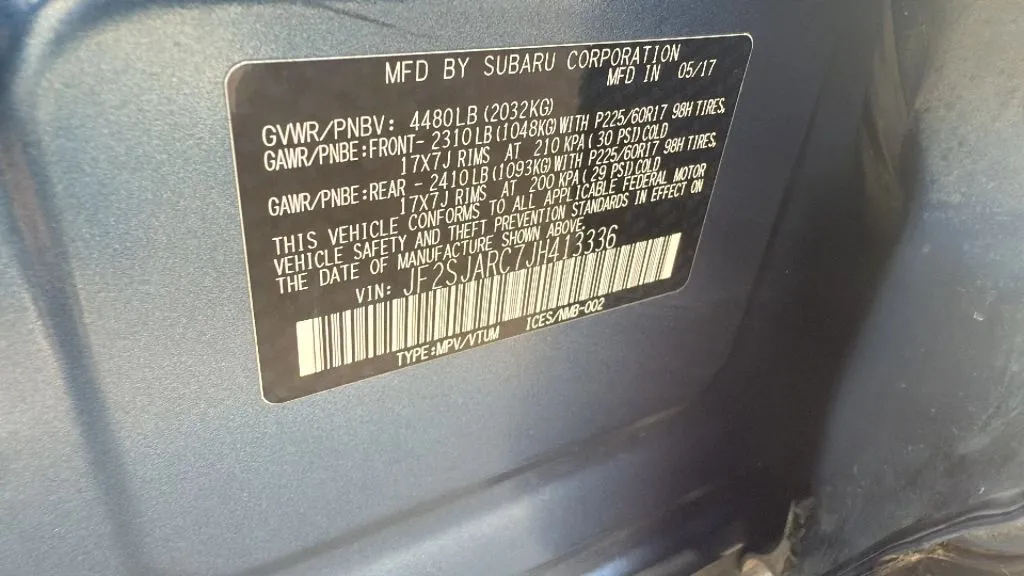 MFD BY SUBARU CORPORATION
MFD IN 05/17
GVWR/PNBV: 4480LB(2032KG)
GAWR/PNBE:FRONT- 2310LB(1048KG)WITH P225/60R17 98H TIRES,
17X7J RIMS AT 210 KPA( 30 PSI)COLD
GAWR/PNBE:REAR - 2410LB(1093KG)WITH P225/60R17 98H TIRES,
17X7J RIMS AT 200 KPA( 29 PSI)COLD.
THIS VEHICLE CONFORMS TO ALL APPLICABLE FEDERAL MOTOR
VEHICLE SAFETY AND THEFT PREVENTION STANDARDS IN EFFECT ON
THE DATE OF MANUFACTURE SHOWN ABOVE.
VIN: JF2SJARC7JH413336
TYPE:MPV/VTUM ICES/NMB-002